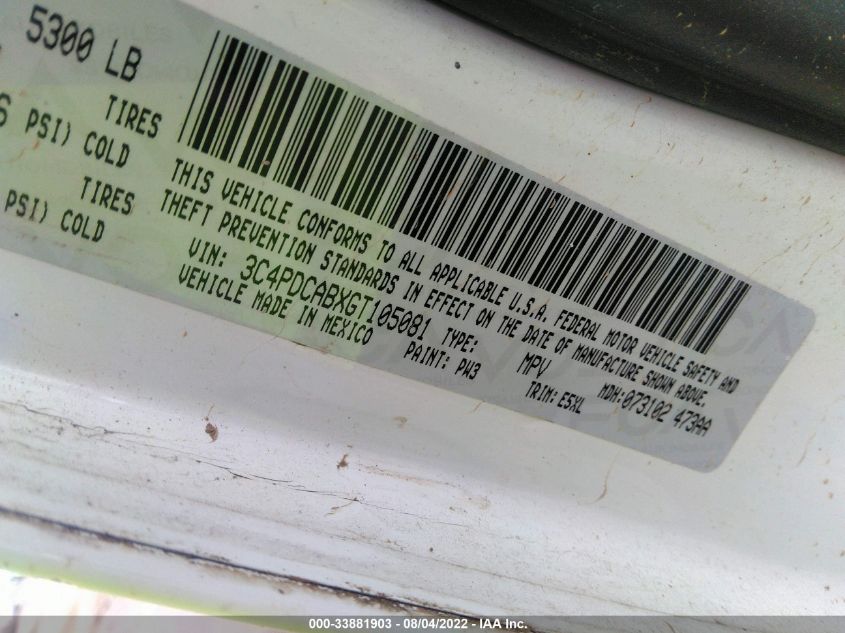 5300 LB
TIRES
PSI) COLD
TIRES
PSI) COLD
THIS VEHICLE CONFORMS TO ALL APPLICABLE U.S.A. FEDERAL MOTOR VEHICLE SAFETY AND
THEFT PREVENTION STANDARDS IN EFFECT ON THE DATE OF MANUFACTURE SHOWN ABOVE.
VIN: 3C4PDCABXGT105081 TYPE: MPV MDH:073102 473AA
VEHICLE MADE IN MEXICO PAINT: PW3 TRIM: E5XL
000-33881903 - 08/04/2022 - IAA Inc.